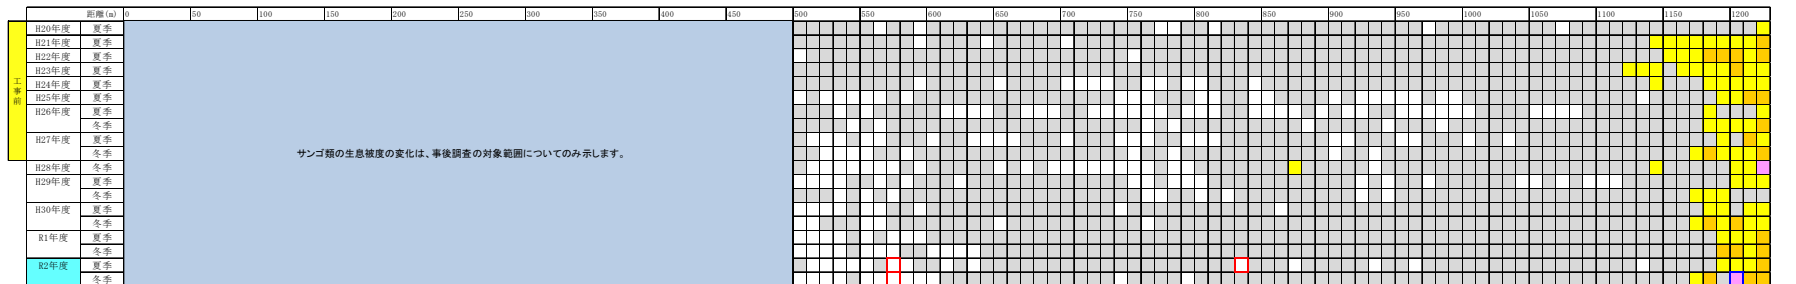 距離(m) 0 50 100 150 200 250 300 350 400 450 500 550 600 650 700 750 800 850 900 950 1000 1050 1100 1150 1200
工事前
H20年度 夏季
H21年度 夏季
H22年度 夏季
H23年度 夏季
H24年度 夏季
H25年度 夏季
H26年度 夏季
冬季
H27年度 夏季
冬季
サンゴ類の生息被度の変化は、事後調査の対象範囲についてのみ示します。
H28年度 冬季
H29年度 夏季
冬季
H30年度 夏季
冬季
R1年度 夏季
冬季
R2年度 夏季
冬季